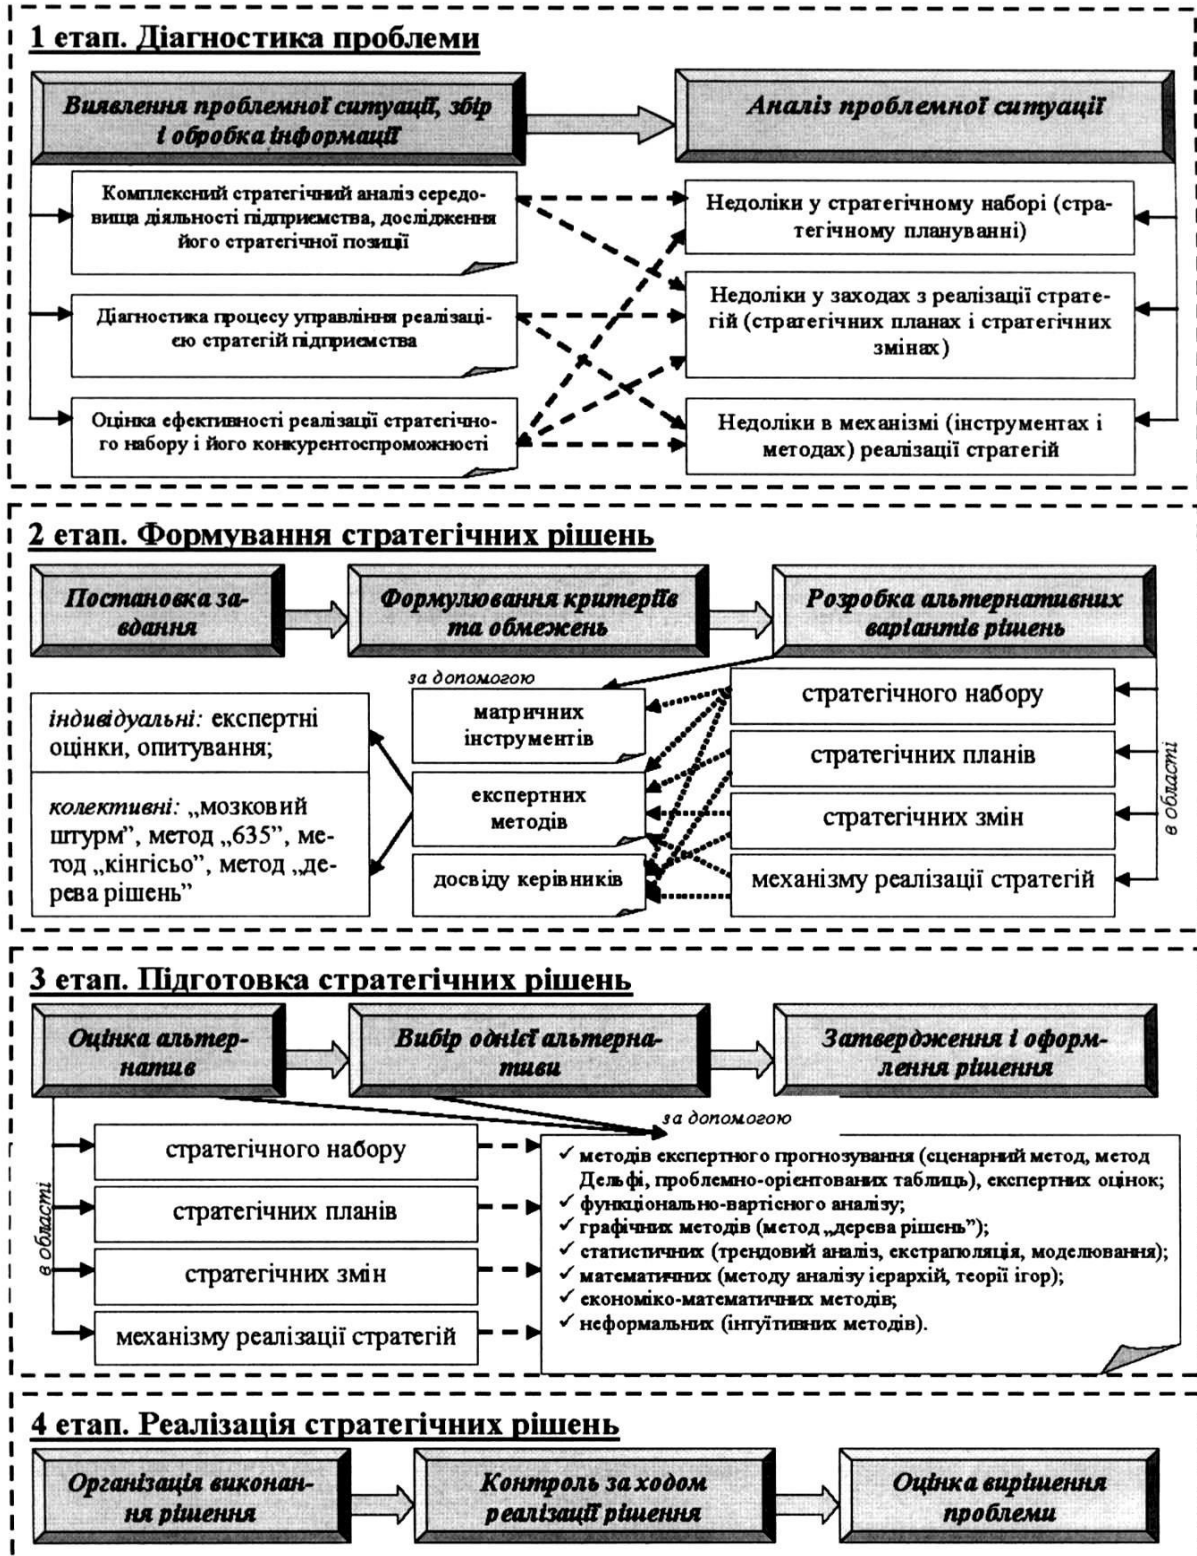 1 етап. Діагностика проблеми
Виявлення проблемної ситуації, збір
і обробка інформації
Аналіз проблемної ситуації
Комплексний стратегічний аналіз середо-
вища діяльності підприємства, дослідження
його стратегічної позиції
Недоліки у стратегічному наборі (стра-
тегічному плануванні)
Діагностика процесу управління реалізаці-
єю стратегій підприємства
Недоліки у заходах з реалізації страте-
гій (стратегічних планах і стратегічних
змінах)
Оцінка ефективності реалізації стратегічно-
го набору і його конкурентоспроможності
Недоліки в механізмі (інструментах і
методах) реалізації стратегій
2 етап. Формування стратегічних рішень
Постановка за-
вдання
Формулювання критеріїв
та обмежень
Розробка альтернативних
варіантів рішень
за допомогою
індивідуальні: експертні
оцінки, опитування;
колективні: „мозковий
штурм”, метод „635”, ме-
тод „кінгісьо”, метод „де-
рева рішень”
матричних
інструментів
експертних
методів
досвіду керівників
стратегічного набору
стратегічних планів
стратегічних змін
механізму реалізації стратегій
в області
3 етап. Підготовка стратегічних рішень
Оцінка альтер-
натив
Вибір однієї альтерна-
тиви
Затвердження і оформ-
лення рішення
за допомогою
в області
стратегічного набору
стратегічних планів
стратегічних змін
механізму реалізації стратегій
✓ методів експертного прогнозування (сценарний метод, метод
Дельфі, проблемно-орієнтованих таблиць), експертних оцінок;
✓ функціонально-вартісного аналізу;
✓ графічних методів (метод „дерева рішень”);
✓ статистичних (трендовий аналіз, екстраполяція, моделювання);
✓ математичних (методу аналізу ієрархій, теорії ігор);
✓ економіко-математичних методів;
✓ неформальних (інтуїтивних методів).
4 етап. Реалізація стратегічних рішень
Організація виконан-
ня рішення
Контроль за ходом
реалізації рішення
Оцінка вирішення
проблеми